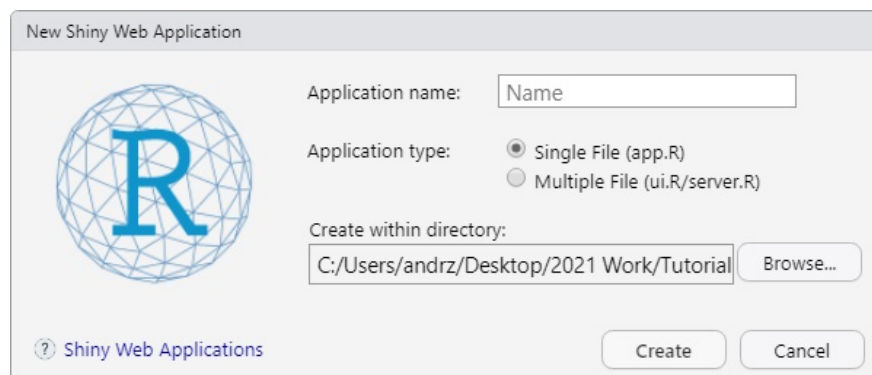 New Shiny Web Application
R
Application name: Name
Application type: Single File (app.R)
Multiple File (ui.R/server.R)
Create within directory:
C:/Users/andrz/Desktop/2021 Work/Tutorial Browse...
? Shiny Web Applications Create Cancel